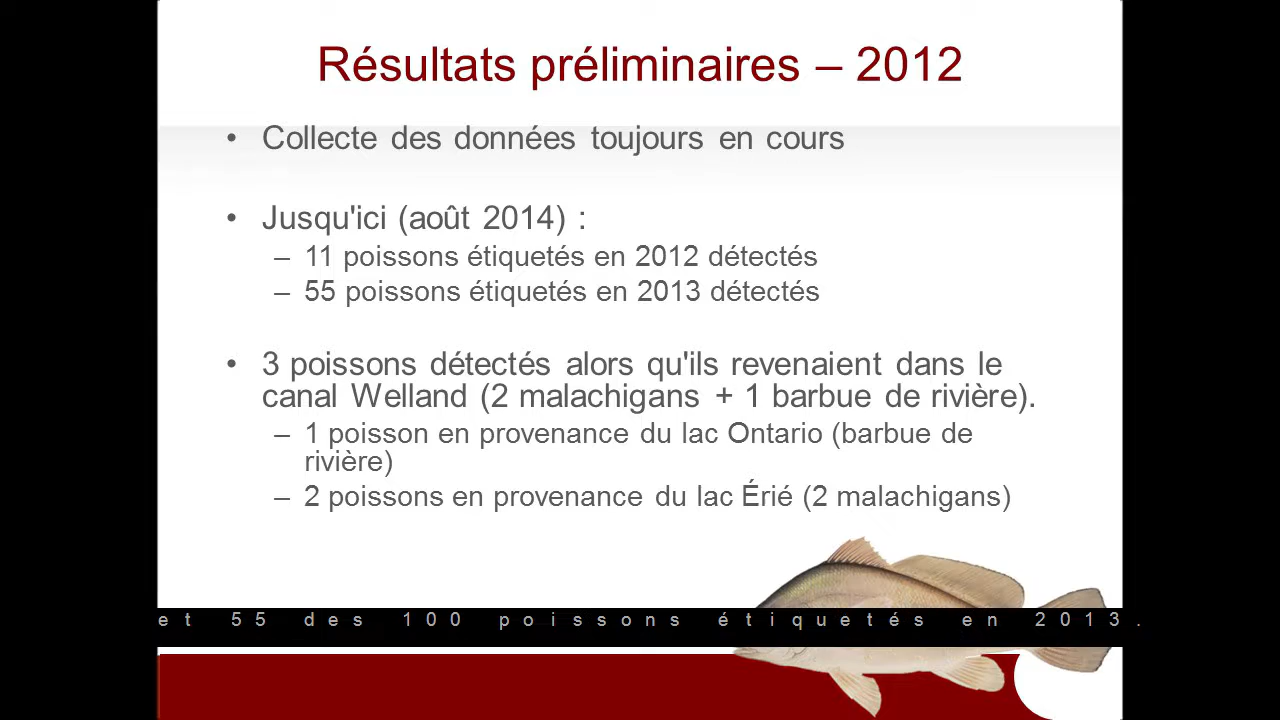 Résultats préliminaires – 2012
• Collecte des données toujours en cours
• Jusqu'ici (août 2014) :
– 11 poissons étiquetés en 2012 détectés
– 55 poissons étiquetés en 2013 détectés
• 3 poissons détectés alors qu'ils revenaient dans le
canal Welland (2 malachigans + 1 barbue de rivière).
– 1 poisson en provenance du lac Ontario (barbue de
rivière)
– 2 poissons en provenance du lac Érié (2 malachigans)
et 55 des 100 poissons étiquetés en 2013.